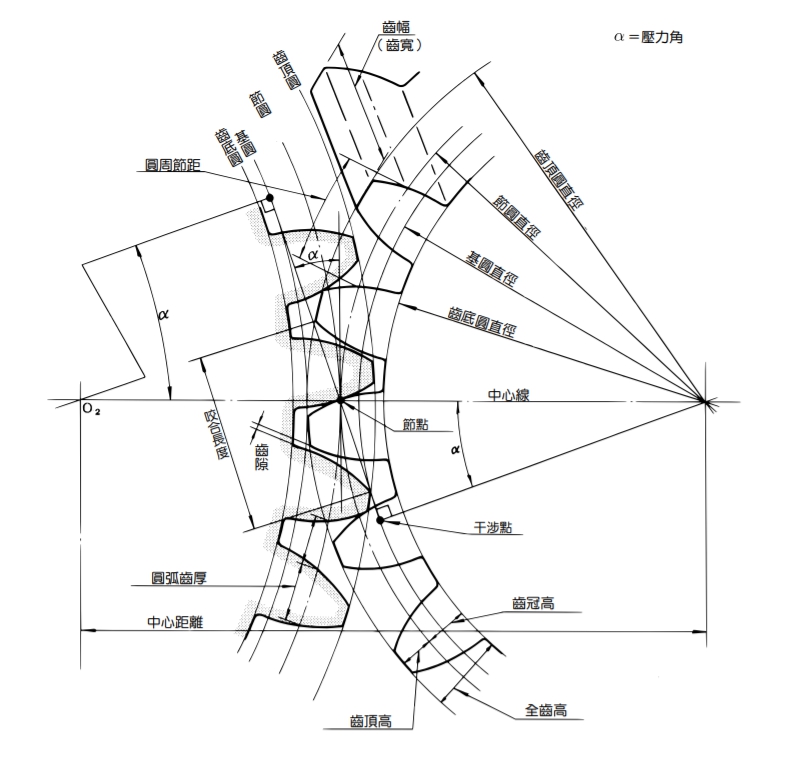 齒幅
（齒寬）
α＝壓力角
齒頂圓
節圓
基圓
齒底圓
圓周節距
齒頂圓直徑
節圓直徑
基圓直徑
齒底圓直徑
α
α
中心線
O₂
節點
咬合長度
齒隙
α
干涉點
圓弧齒厚
齒冠高
中心距離
全齒高
齒頂高